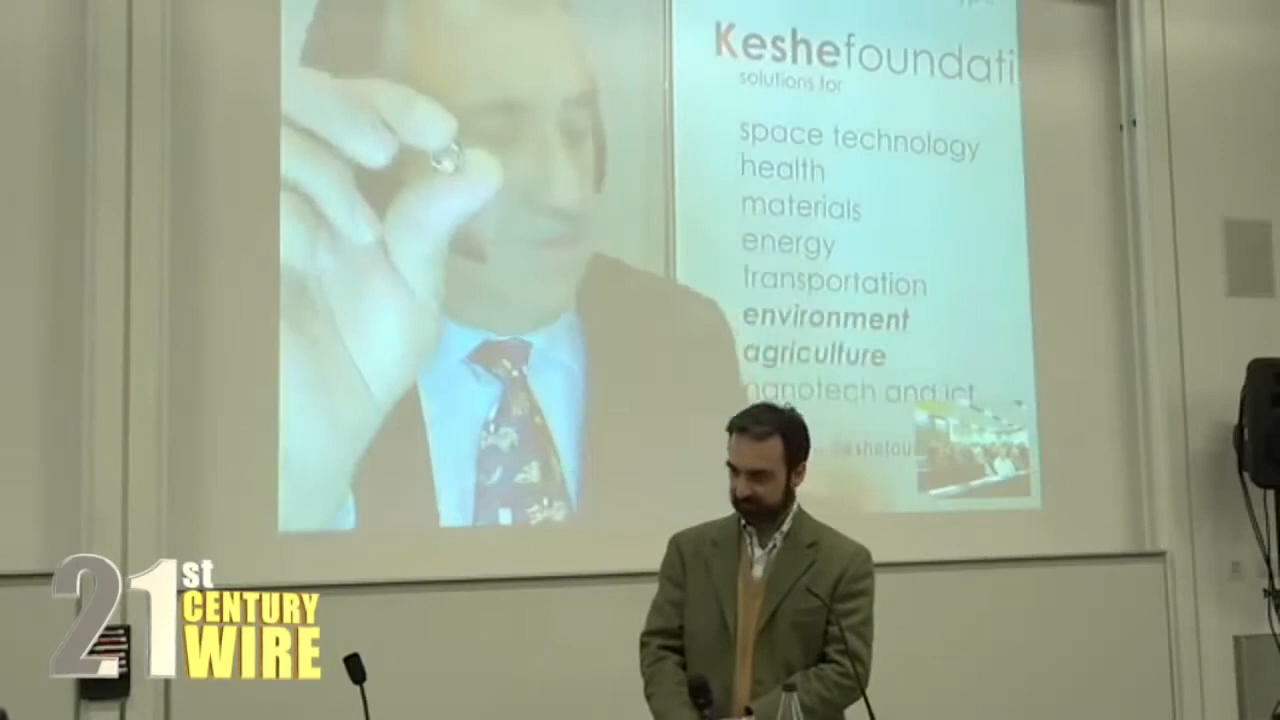 Keshefoundati
solutions for
space technology
health
materials
energy
transportation
environment
agriculture
nanotech and ict
21st
CENTURY
WIRE